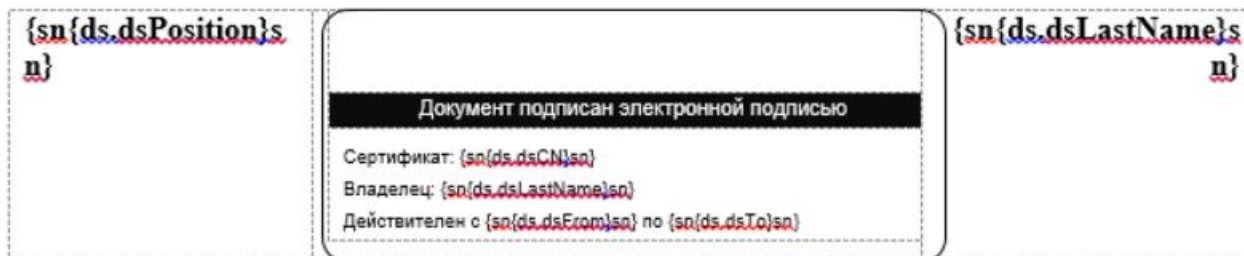 {sn{ds.dsPosition}s
n}
Документ подписан электронной подписью
Сертификат: {sn{ds.dsCN}sn}
Владелец: {sn{ds.dsLastName}sn}
Действителен с {sn{ds.dsFrom}sn} по {sn{ds.dsTo}sn}
{sn{ds.dsLastName}s
n}